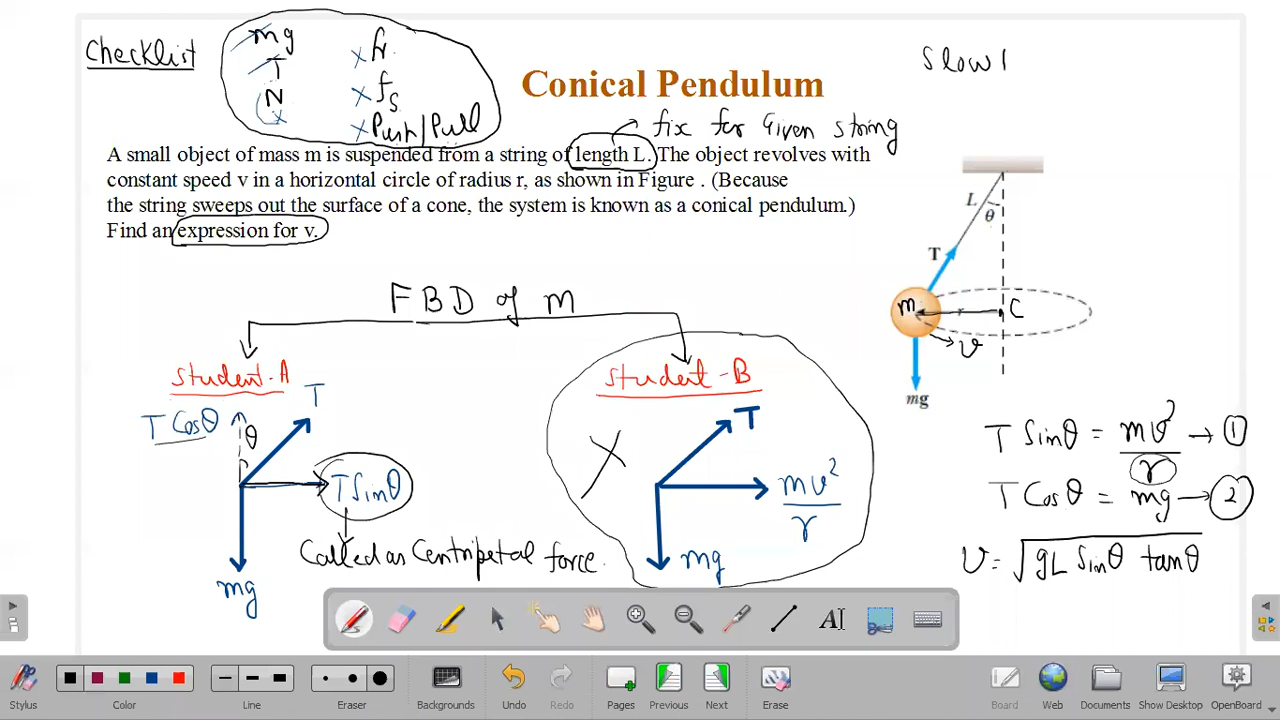 Checklist
mg
T
N
fr
fs
Push/Pull
Slow
Conical Pendulum
fix for Given string
A small object of mass m is suspended from a string of length L. The object revolves with
constant speed v in a horizontal circle of radius r, as shown in Figure . (Because
the string sweeps out the surface of a cone, the system is known as a conical pendulum.)
Find an expression for v.
L
θ
T
m
r
C
v
mg
FBD of m
Student-A
T Cosθ
θ
T
TSinθ
Called as Centripetal force.
mg
Student-B
T
mv²/r
mg
T Sinθ = mv²/r → ①
T Cosθ = mg → ②
v = √gL Sinθ tanθ
Stylus
Color
Line
Eraser
Backgrounds
Undo
Redo
Pages
Previous
Next
Erase
Board
Web
Documents
Show Desktop
OpenBoard